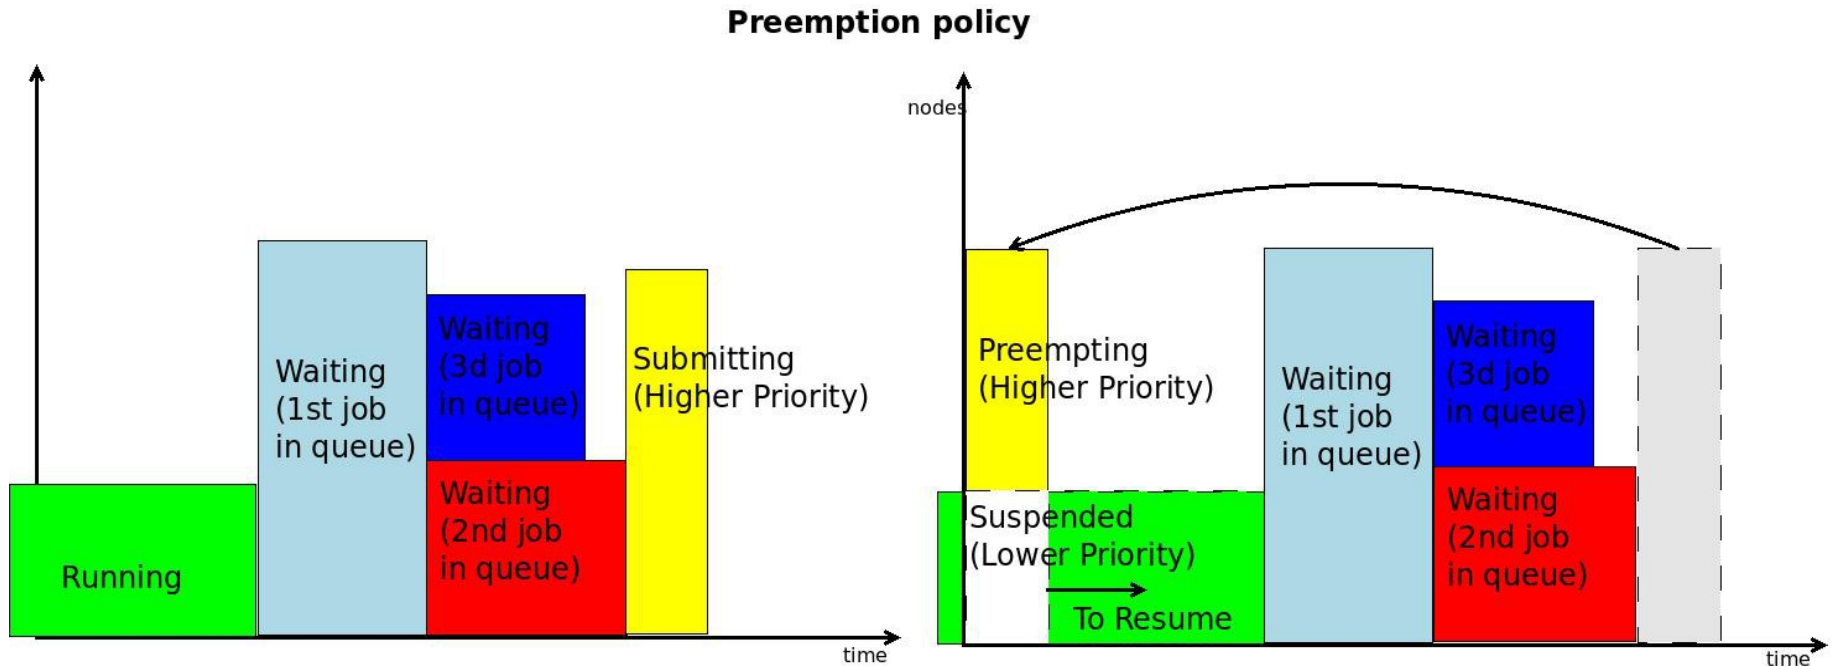 Preemption policy
Waiting
(1st job
in queue)
Waiting
(3d job
in queue)
Waiting
(2nd job
in queue)
Submitting
(Higher Priority)
Running
time
nodes
Preempting
(Higher Priority)
Suspended
(Lower Priority)
To Resume
Waiting
(1st job
in queue)
Waiting
(3d job
in queue)
Waiting
(2nd job
in queue)
time